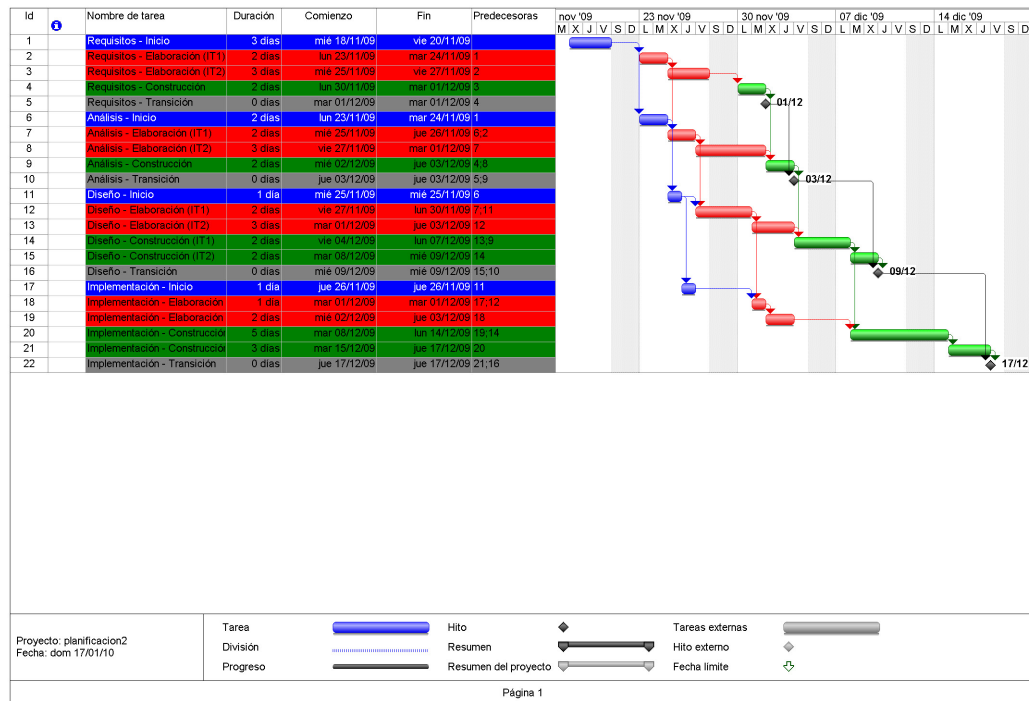 Id Nombre de tarea Duración Comienzo Fin Predecesoras nov '09 23 nov '09 30 nov '09 07 dic '09 14 dic '09
M X J V S D L M X J V S D L M X J V S D L M X J V S D L M X J V S D
1 Requisitos - Inicio 3 días mié 18/11/09 vie 20/11/09
2 Requisitos - Elaboración (IT1) 2 días lun 23/11/09 mar 24/11/09 1
3 Requisitos - Elaboración (IT2) 3 días mié 25/11/09 vie 27/11/09 2
4 Requisitos - Construcción 2 días lun 30/11/09 mar 01/12/09 3
5 Requisitos - Transición 0 días mar 01/12/09 mar 01/12/09 4 01/12
6 Análisis - Inicio 2 días lun 23/11/09 mar 24/11/09 1
7 Análisis - Elaboración (IT1) 2 días mié 25/11/09 jue 26/11/09 6;2
8 Análisis - Elaboración (IT2) 3 días vie 27/11/09 mar 01/12/09 7
9 Análisis - Construcción 2 días mié 02/12/09 jue 03/12/09 4;8
10 Análisis - Transición 0 días jue 03/12/09 jue 03/12/09 5;9 03/12
11 Diseño - Inicio 1 día mié 25/11/09 mié 25/11/09 6
12 Diseño - Elaboración (IT1) 2 días vie 27/11/09 lun 30/11/09 7;11
13 Diseño - Elaboración (IT2) 3 días mar 01/12/09 jue 03/12/09 12
14 Diseño - Construcción (IT1) 2 días vie 04/12/09 lun 07/12/09 13;9
15 Diseño - Construcción (IT2) 2 días mar 08/12/09 mié 09/12/09 14
16 Diseño - Transición 0 días mié 09/12/09 mié 09/12/09 15;10 09/12
17 Implementación - Inicio 1 día jue 26/11/09 jue 26/11/09 11
18 Implementación - Elaboración 1 día mar 01/12/09 mar 01/12/09 17;12
19 Implementación - Elaboración 2 días mié 02/12/09 jue 03/12/09 18
20 Implementación - Construcción 5 días mar 08/12/09 lun 14/12/09 19;14
21 Implementación - Construcción 3 días mar 15/12/09 jue 17/12/09 20
22 Implementación - Transición 0 días jue 17/12/09 jue 17/12/09 21;16 17/12
Proyecto: planificacion2
Fecha: dom 17/01/10
Tarea Hito Tareas externas
División Resumen Hito externo
Progreso Resumen del proyecto Fecha límite
Página 1